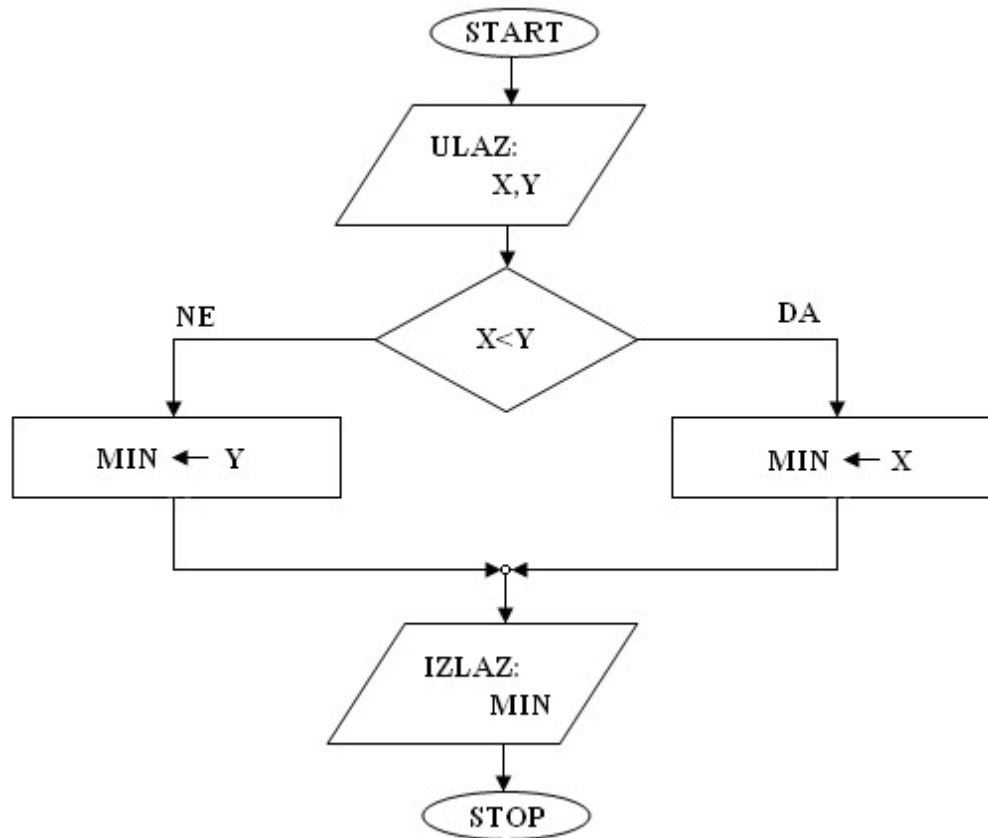 START
ULAZ:
X,Y
NE
DA
X<Y
MIN ← Y
MIN ← X
IZLAZ:
MIN
STOP